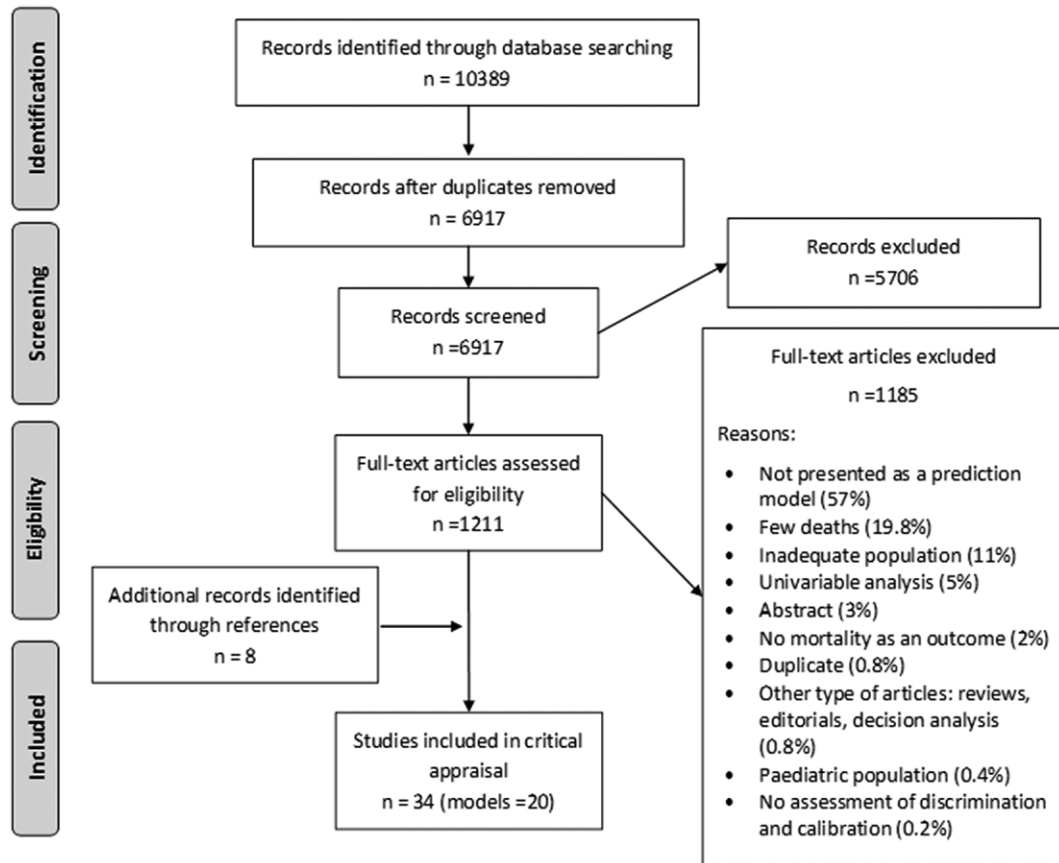 Identification
Records identified through database searching
n = 10389
Records after duplicates removed
n = 6917
Screening
Records excluded
n =5706
Records screened
n =6917
Full-text articles excluded
n =1185
Reasons:
• Not presented as a prediction
model (57%)
• Few deaths (19.8%)
• Inadequate population (11%)
• Univariable analysis (5%)
• Abstract (3%)
• No mortality as an outcome (2%)
• Duplicate (0.8%)
• Other type of articles: reviews,
editorials, decision analysis
(0.8%)
• Paediatric population (0.4%)
• No assessment of discrimination
and calibration (0.2%)
Eligibility
Full-text articles assessed
for eligibility
n =1211
Additional records identified
through references
n = 8
Included
Studies included in critical
appraisal
n = 34 (models =20)